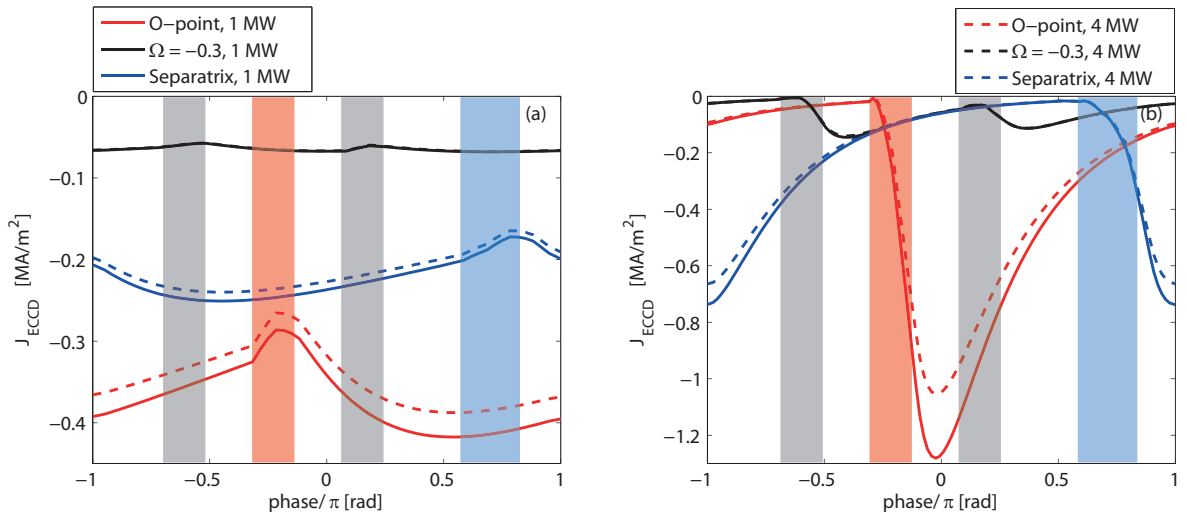 O−point, 1 MW
Ω = −0.3, 1 MW
Separatrix, 1 MW
(a)
0
−0.1
−0.2
−0.3
−0.4
J_ECCD [MA/m²]
−1
−0.5
0
0.5
1
phase/ π [rad]
O−point, 4 MW
Ω = −0.3, 4 MW
Separatrix, 4 MW
(b)
0
−0.2
−0.4
−0.6
−0.8
−1
−1.2
J_ECCD [MA/m²]
−1
−0.5
0
0.5
1
phase/ π [rad]